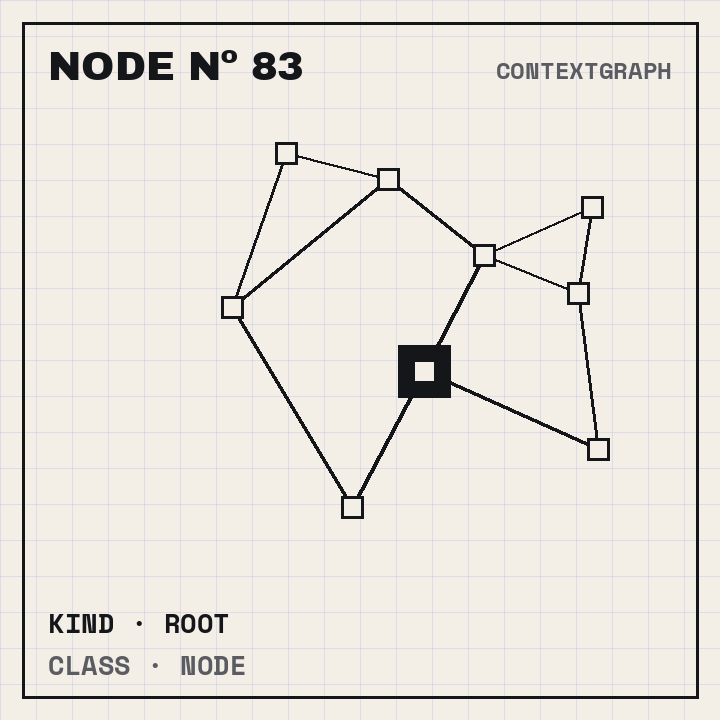 NODE Nº 83
CONTEXTGRAPH
KIND · ROOT
CLASS · NODE